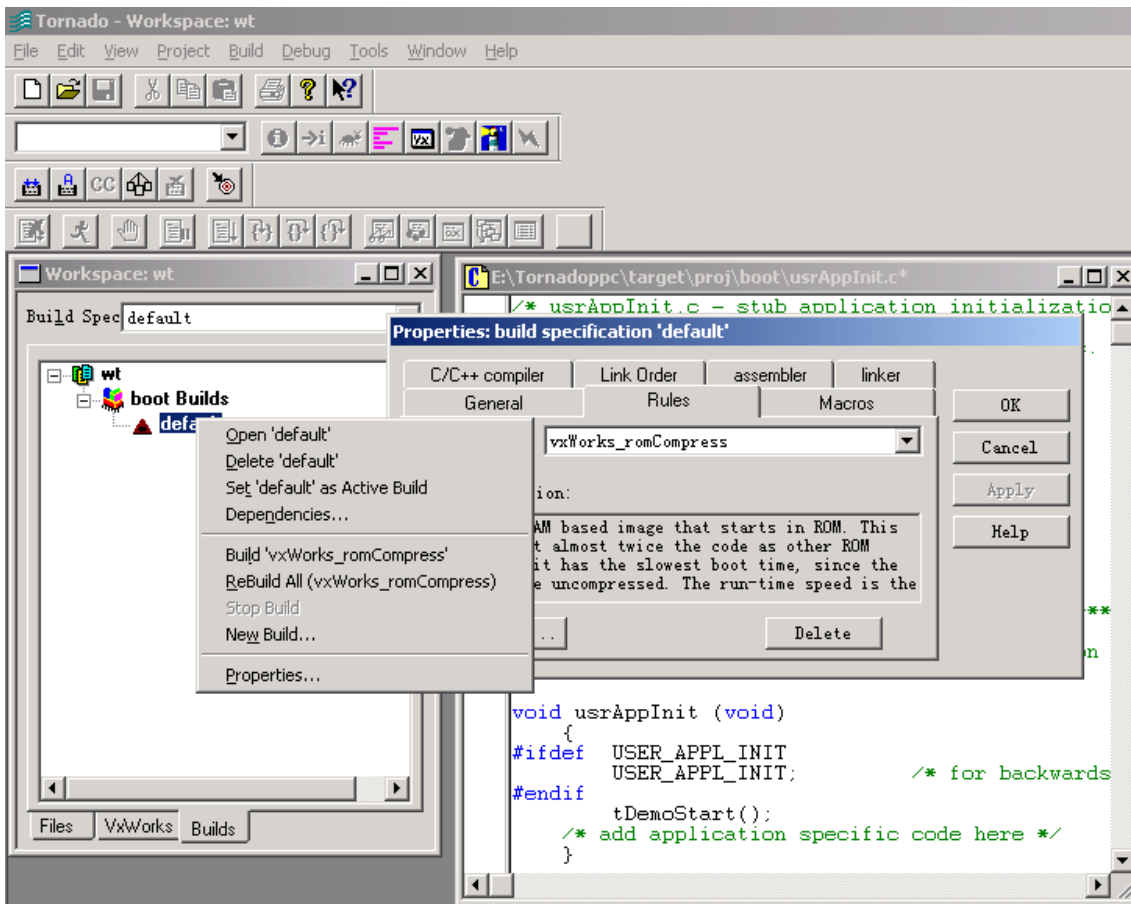 Tornado - Workspace: wt
File Edit View Project Build Debug Tools Window Help
Workspace: wt
Build Spec default
wt
boot Builds
Open 'default'
Delete 'default'
Set 'default' as Active Build
Dependencies...
Build 'vxWorks_romCompress'
ReBuild All (vxWorks_romCompress)
Stop Build
New Build...
Properties...
Files VxWorks Builds
E:\Tornadoppc\target\proj\boot\usrAppInit.c*
/* usrAppInit.c - stub application initializatio
Properties: build specification 'default'
C/C++ compiler Link Order assembler linker
General Rules Macros
vxWorks_romCompress
ion:
AM based image that starts in ROM. This
t almost twice the code as other ROM
it has the slowest boot time, since the
e uncompressed. The run-time speed is the
.. Delete
OK
Cancel
Apply
Help
**
n
void usrAppInit (void)
{
#ifdef USER_APPL_INIT
USER_APPL_INIT; /* for backwards
#endif
tDemoStart();
/* add application specific code here */
}